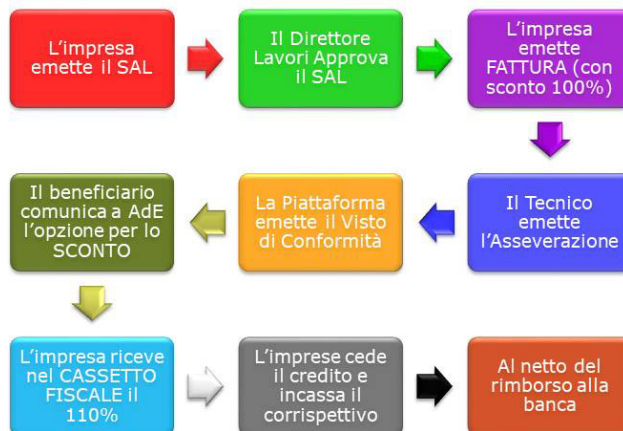 L'impresa
emette il SAL
Il Direttore
Lavori Approva
il SAL
L'impresa
emette
FATTURA (con
sconto 100%)
Il Tecnico
emette
l'Asseverazione
La Piattaforma
emette il Visto
di Conformità
Il beneficiario
comunica a AdE
l'opzione per lo
SCONTO
L'impresa riceve
nel CASSETTO
FISCALE il
110%
L'imprese cede
il credito e
incassa il
corrispettivo
Al netto del
rimborso alla
banca